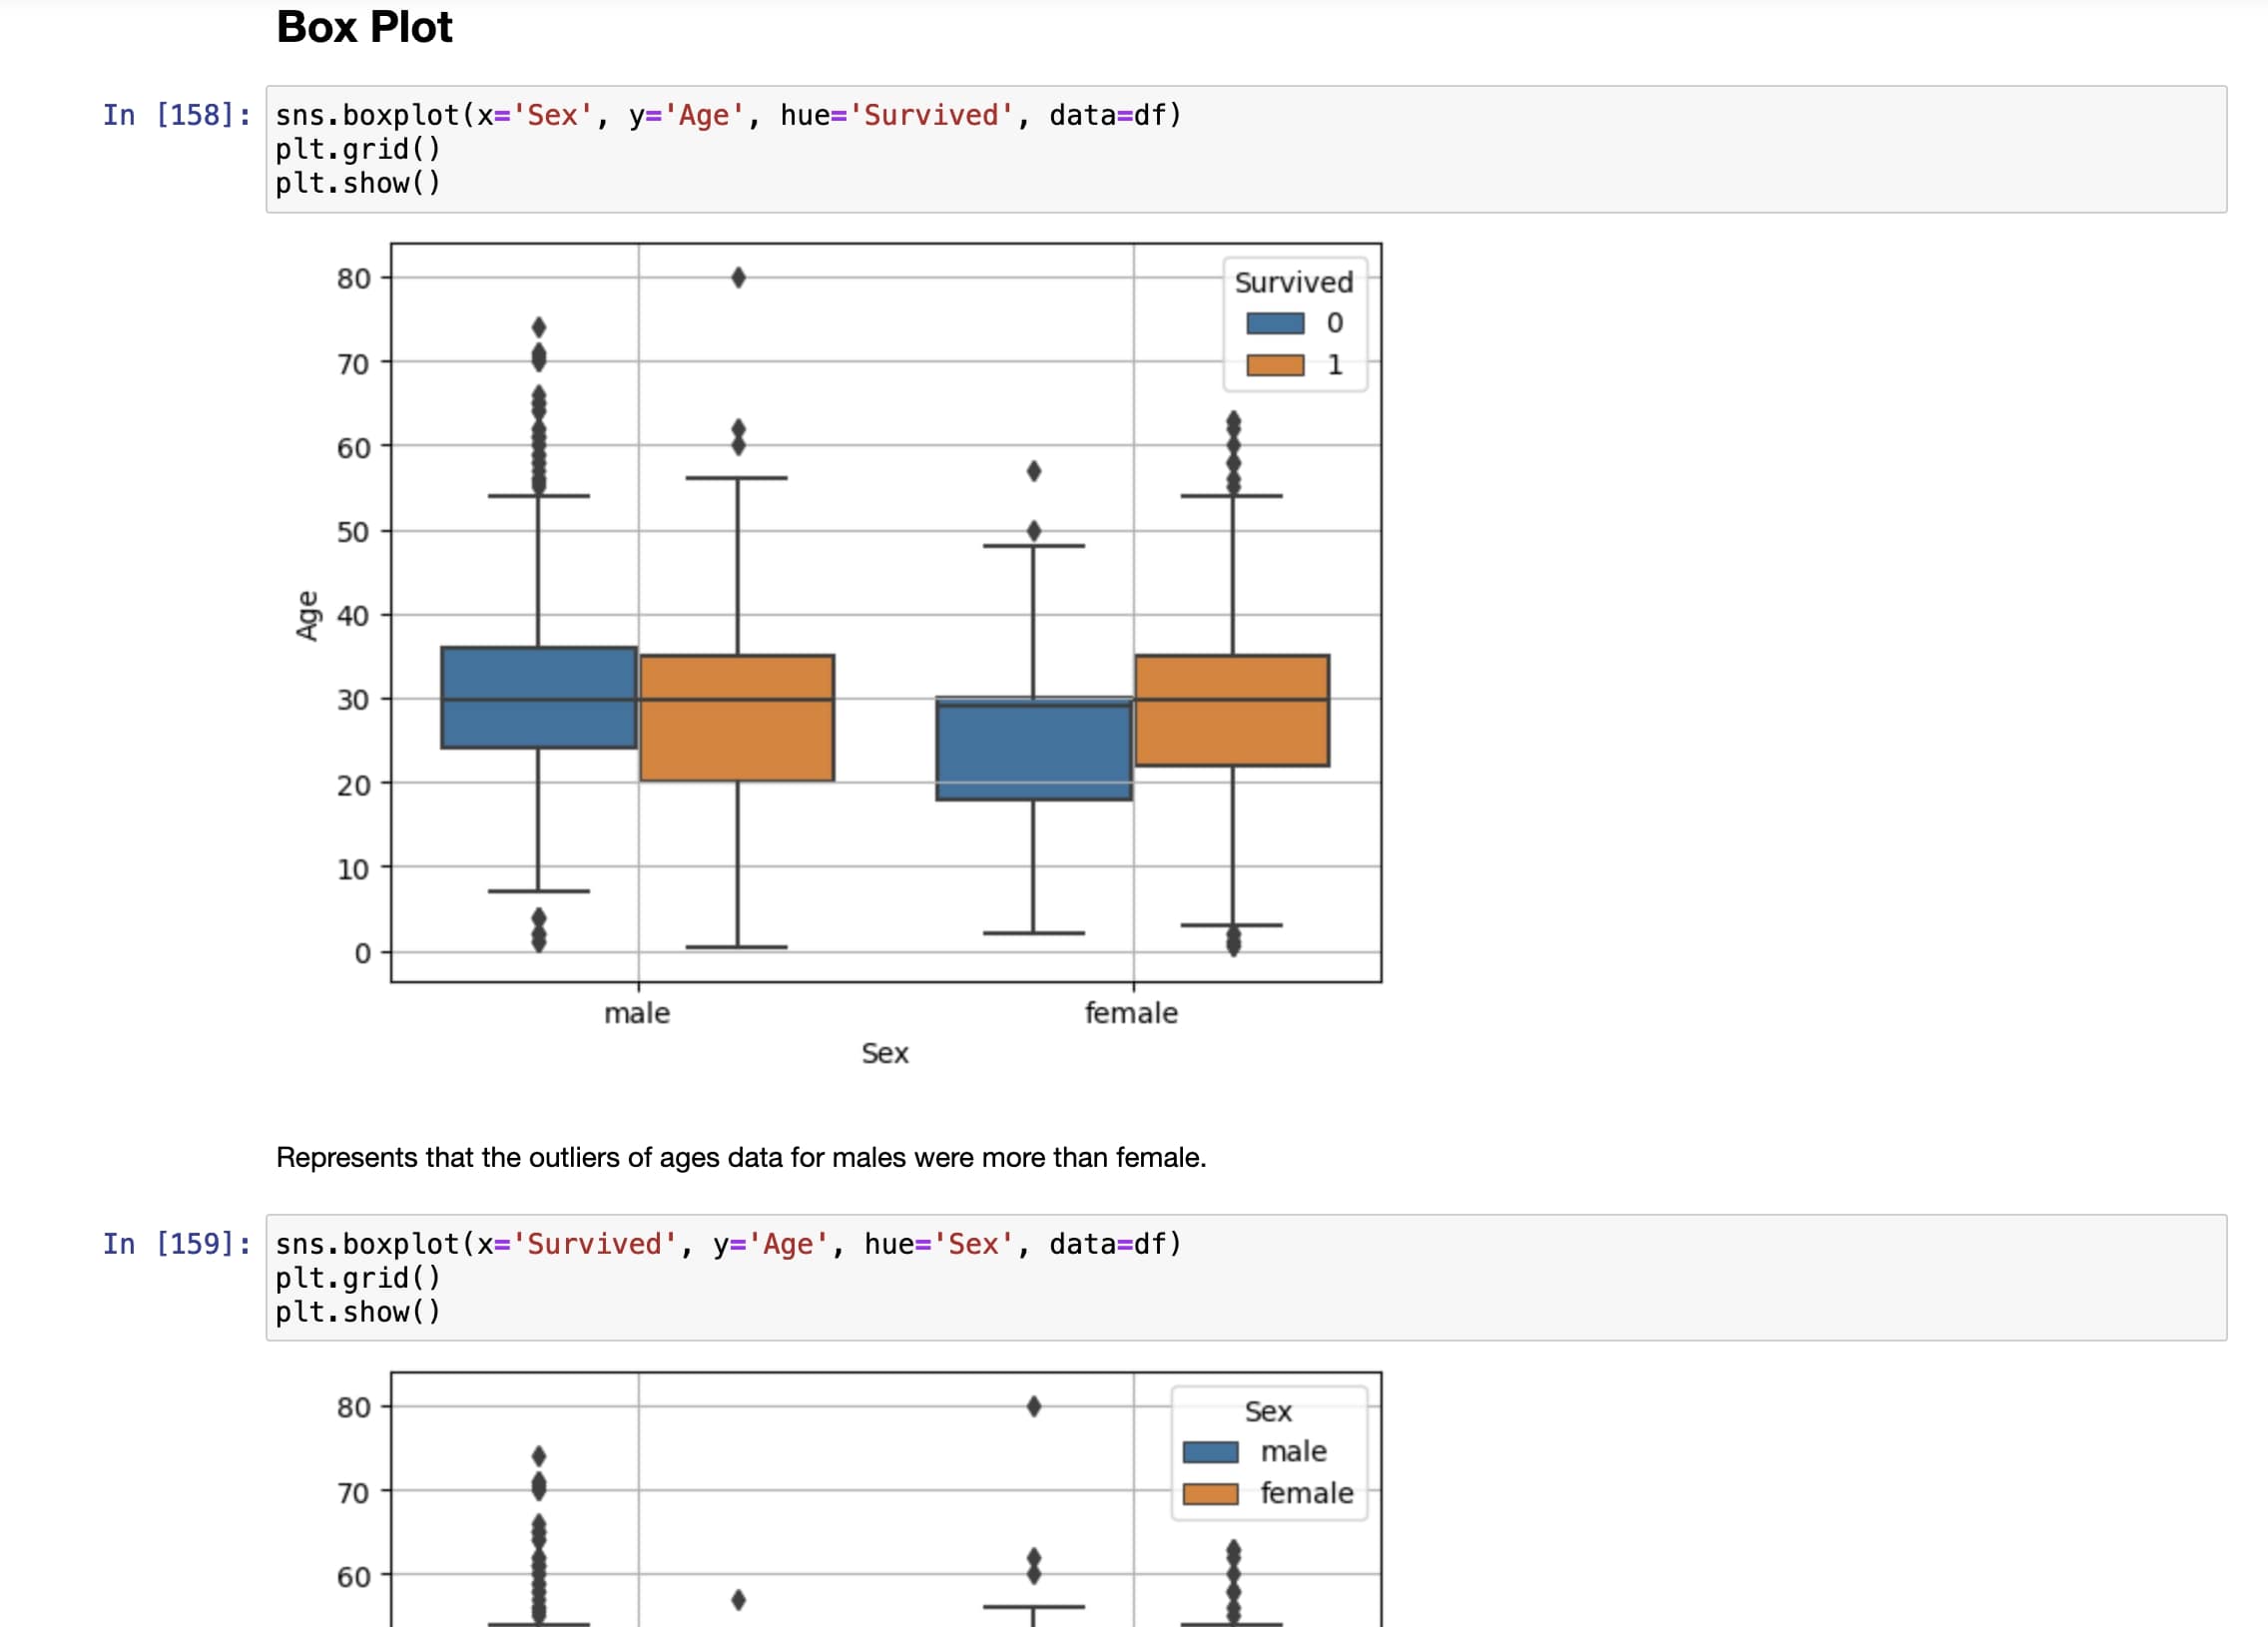 Box Plot
In [158]: sns.boxplot(x='Sex', y='Age', hue='Survived', data=df)
plt.grid()
plt.show()
80
70
60
50
40
30
20
10
0
Age
Survived
0
1
male female
Sex
Represents that the outliers of ages data for males were more than female.
In [159]: sns.boxplot(x='Survived', y='Age', hue='Sex', data=df)
plt.grid()
plt.show()
80
70
60
Sex
male
female